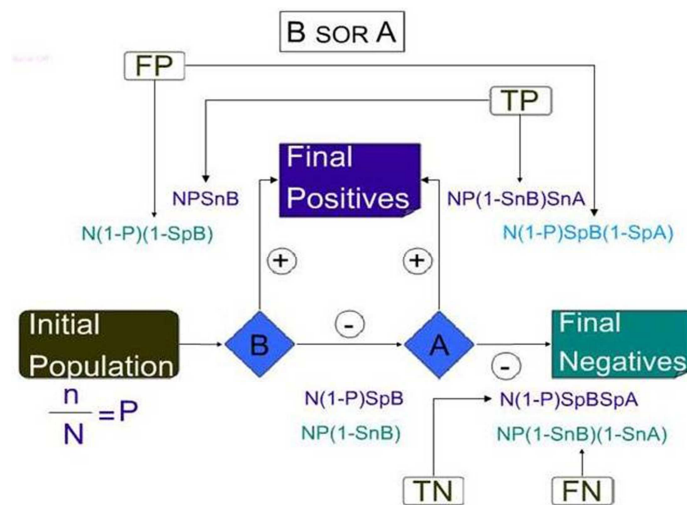 B SOR A
FP
TP
Final
Positives
NPSnB
NP(1-SnB)SnA
N(1-P)(1-SpB)
N(1-P)SpB(1-SpA)
+
+
Initial
Population
B
-
A
-
Final
Negatives
n
N
=P
N(1-P)SpB
NP(1-SnB)
N(1-P)SpBSpA
NP(1-SnB)(1-SnA)
TN
FN